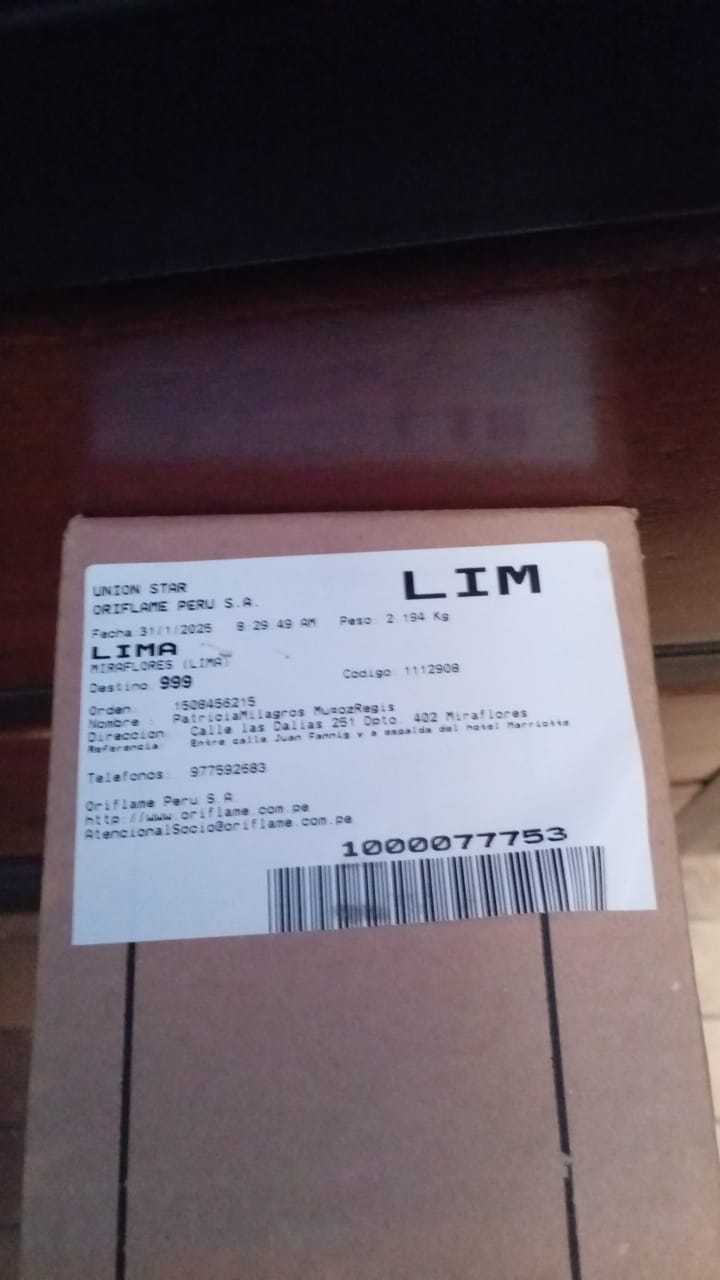 UNION STAR
LIM
ORIFLAME PERU S.A.
Fecha 31/1/2025 8:29:49 AM Peso: 2.194 Kg
LIMA
MIRAFLORES (LIMA)
Destino: 999 Codigo: 1112908
Orden: 1508456215
Nombre : PatriciaMilagros Mu¤ozRegis
Direccion: Calle las Dalias 251 Dpto. 402 Miraflores
Referencia: Entre calle Juan Fannig y a espalda del hotel Marriotte
Telefonos: 977592683
Oriflame Peru S.A.
http://www.oriflame.com.pe
AtencionalSocio@oriflame.com.pe
1000077753